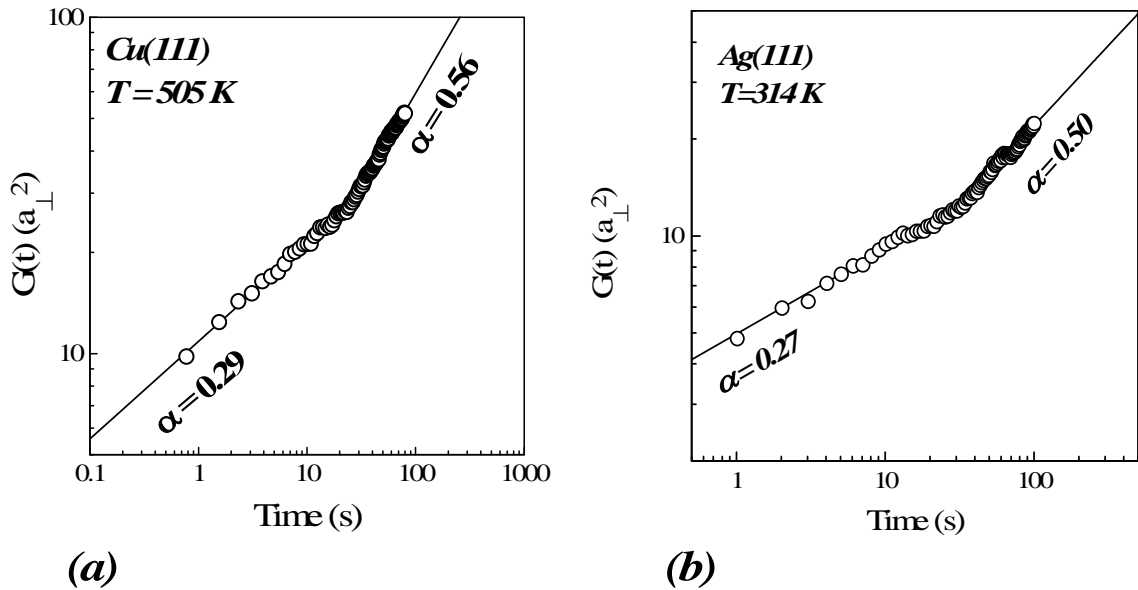 100
Cu(111)
T = 505 K
α = 0.56
G(t) (a⊥²)
10
α = 0.29
0.1 1 10 100 1000
Time (s)
(a)
Ag(111)
T=314 K
α = 0.50
G(t) (a⊥²)
10
α = 0.27
1 10 100
Time (s)
(b)